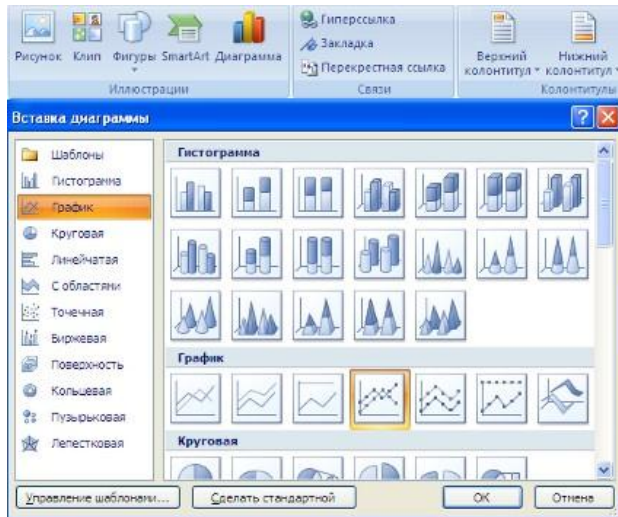 Рисунок Клип Фигуры SmartArt Диаграмма
Иллюстрации
Гиперссылка
Закладка
Перекрестная ссылка
Связи
Верхний колонтитул
Нижний колонтитул
Колонтитулы
Вставка диаграммы
Шаблоны
Гистограмма
График
Круговая
Линейчатая
С областями
Точечная
Биржевая
Поверхность
Кольцевая
Пузырьковая
Лепестковая
Гистограмма
График
Круговая
Управление шаблонами...
Сделать стандартной
ОК
Отмена